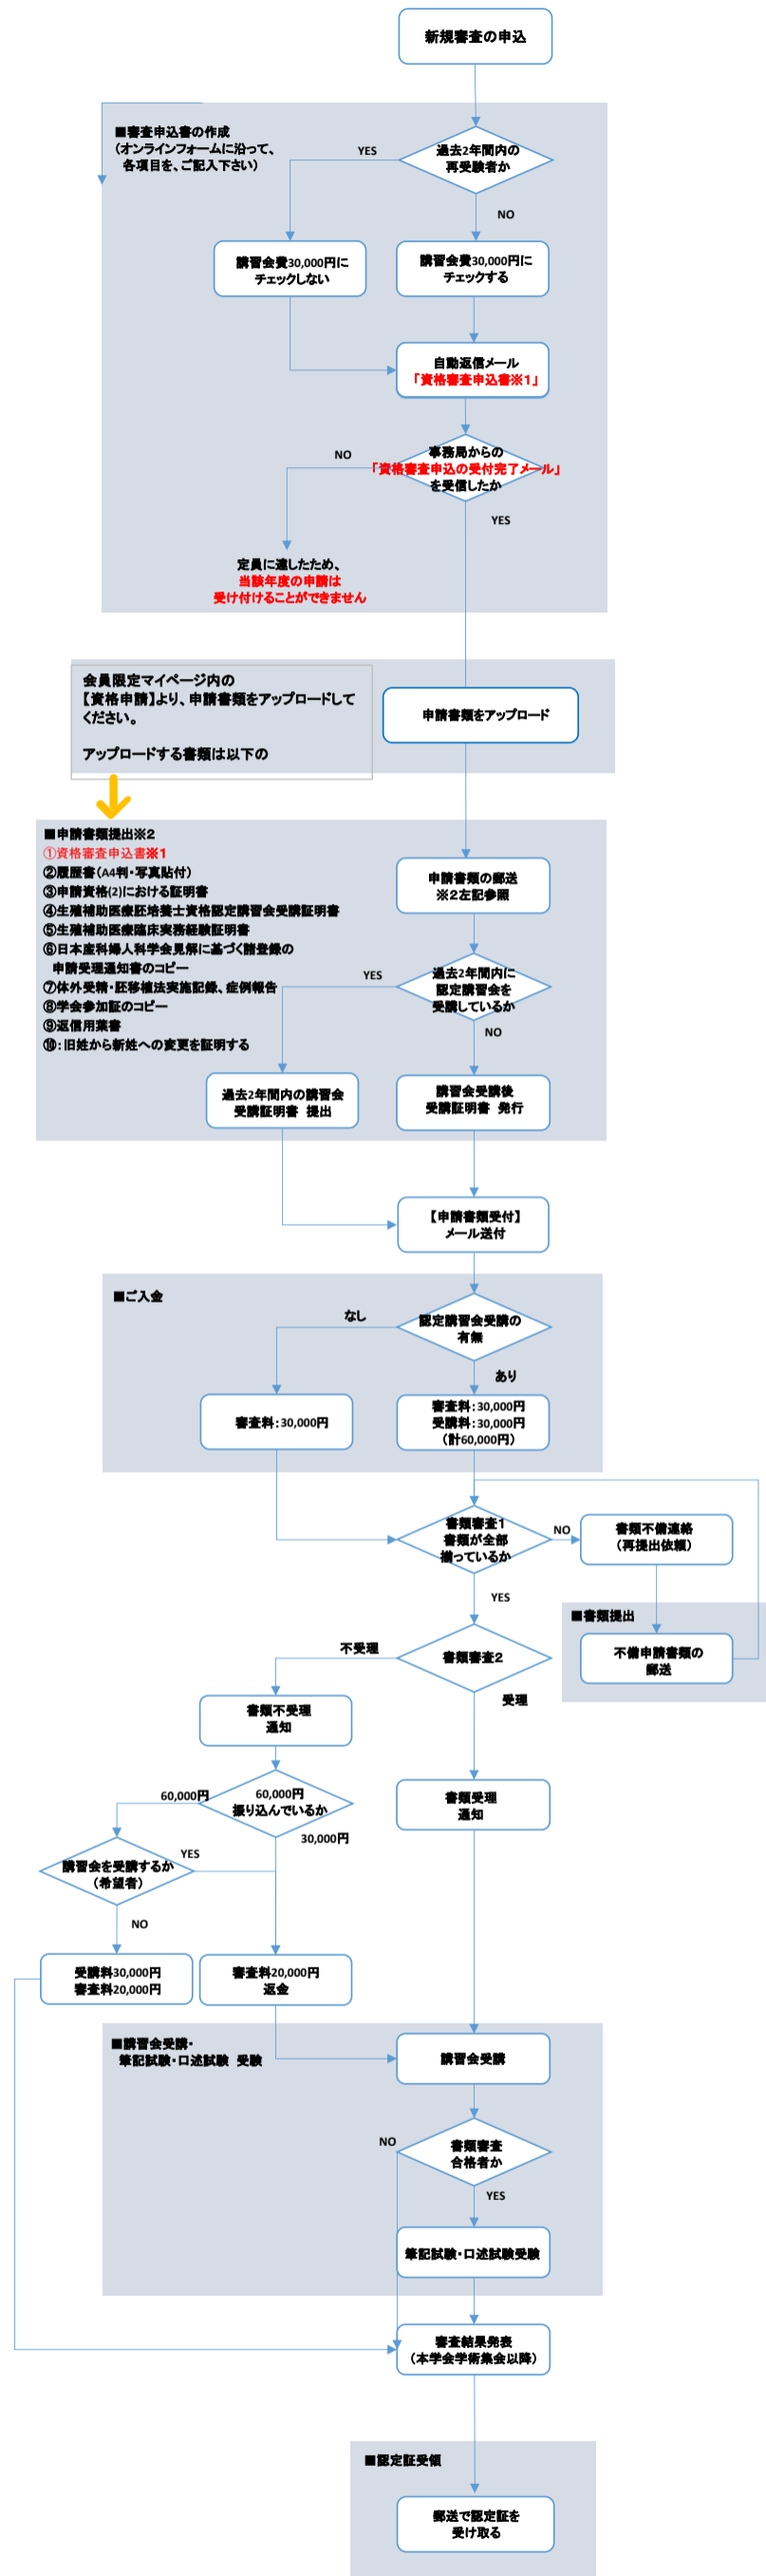 新規審査の申込
■審査申込書の作成
(オンラインフォームに沿って、
各項目を、ご記入下さい)
過去2年間内の
再受験者か
YES
NO
講習会費30,000円に
チェックしない
講習会費30,000円に
チェックする
自動返信メール
「資格審査申込書※1」
事務局からの
「資格審査申込の受付完了メール」
を受信したか
NO
YES
定員に達したため、
当該年度の申請は
受け付けることができません
会員限定マイページ内の
【資格申請】より、申請書類をアップロードして
ください。
アップロードする書類は以下の
申請書類をアップロード
■申請書類提出※2
①資格審査申込書※1
②履歴書(A4判・写真貼付)
③申請資格(2)における証明書
④生殖補助医療胚培養士資格認定講習会受講証明書
⑤生殖補助医療臨床実務経験証明書
⑥日本産科婦人科学会見解に基づく諸登録の
申請受理通知書のコピー
⑦体外受精・胚移植法実施記録、症例報告
⑧学会参加証のコピー
⑨返信用葉書
⑩:旧姓から新姓への変更を証明する
申請書類の郵送
※2左記参照
過去2年間内に
認定講習会を
受講しているか
YES
NO
過去2年間内の講習会
受講証明書 提出
講習会受講後
受講証明書 発行
【申請書類受付】
メール送付
■ご入金
認定講習会受講の
有無
なし
あり
審査料:30,000円
審査料:30,000円
受講料:30,000円
(計60,000円)
書類審査1
書類が全部
揃っているか
NO
YES
書類不備連絡
(再提出依頼)
■書類提出
不備申請書類の
郵送
書類審査2
不受理
受理
書類不受理
通知
書類受理
通知
60,000円
振り込んでいるか
60,000円
30,000円
講習会を受講するか
(希望者)
YES
NO
受講料30,000円
審査料20,000円
審査料20,000円
返金
■講習会受講・
筆記試験・口述試験 受験
講習会受講
書類審査
合格者か
NO
YES
筆記試験・口述試験受験
審査結果発表
(本学会学術集会以降)
■認定証受領
郵送で認定証を
受け取る